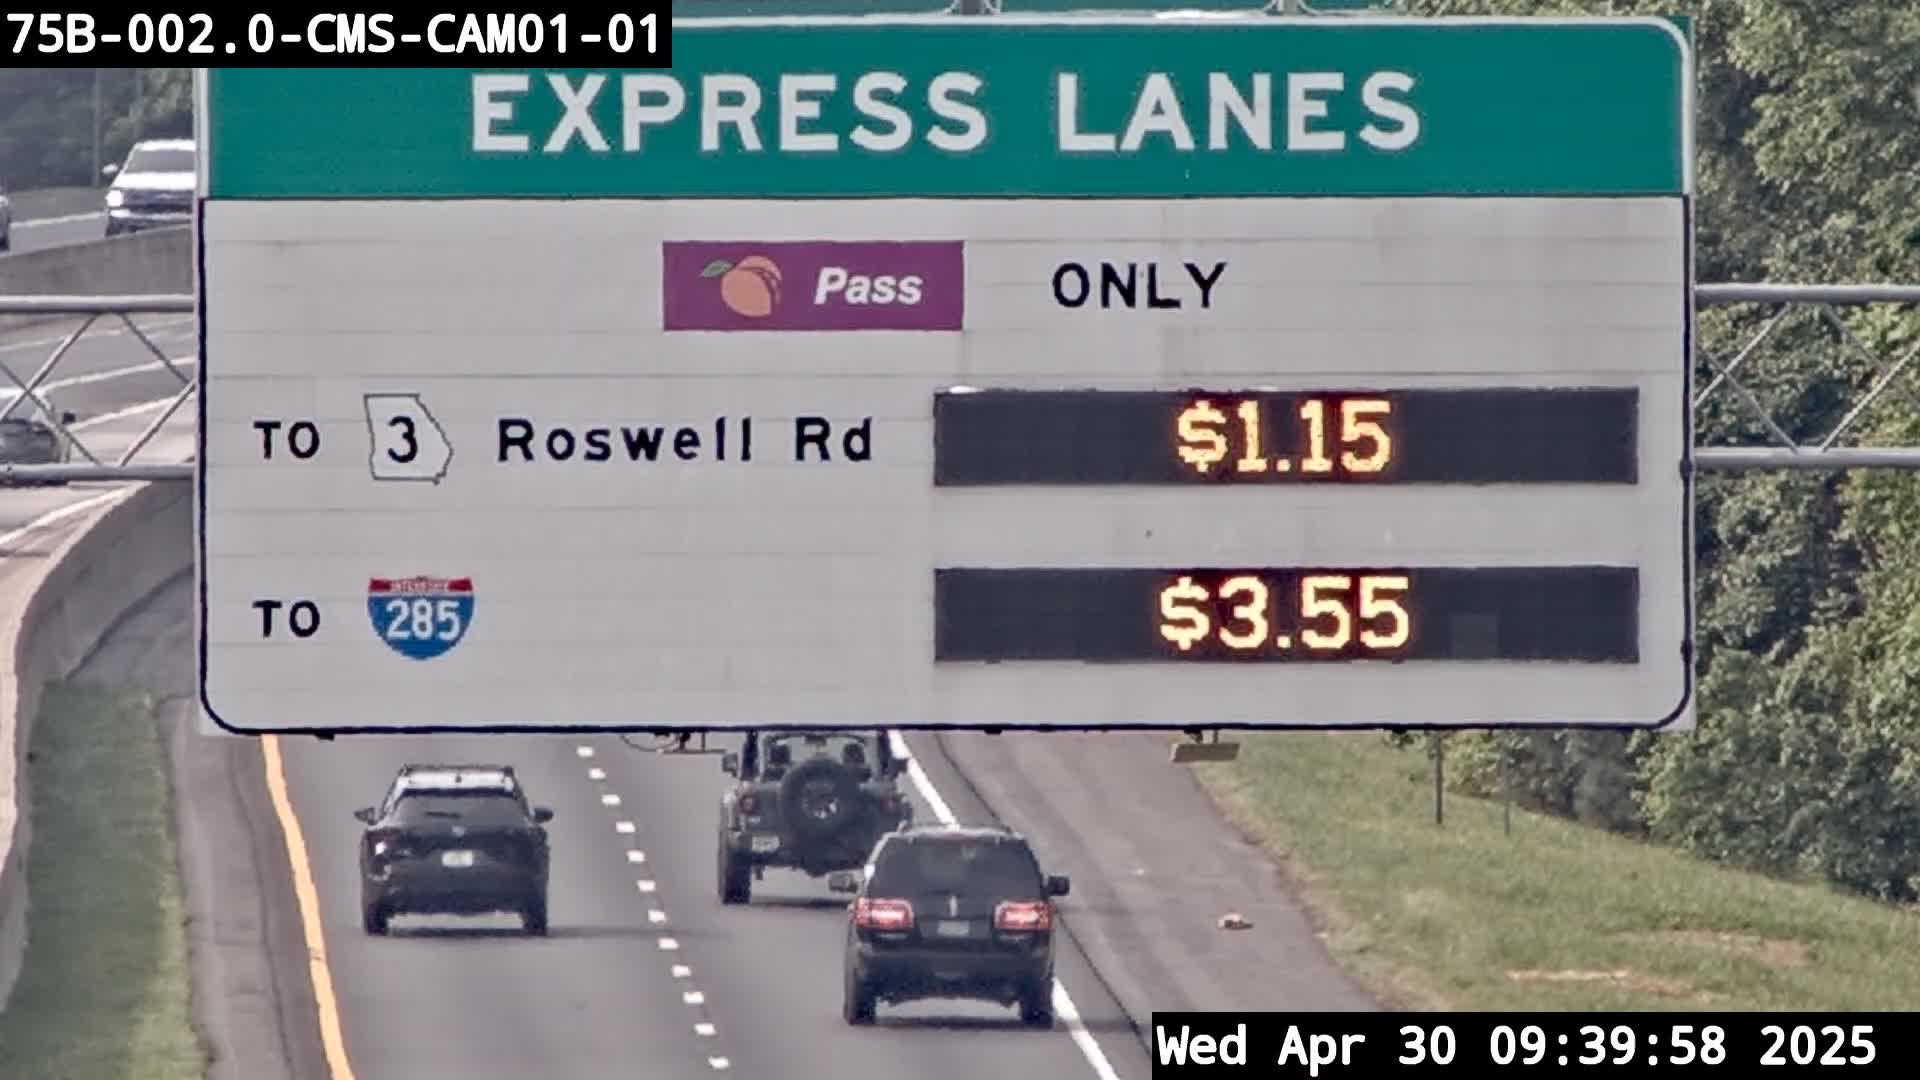 75B-002.0-CMS-CAM01-01
EXPRESS LANES
Pass ONLY
TO 3 Roswell Rd $1.15
INTERSTATE
TO 285 $3.55
Wed Apr 30 09:39:58 2025